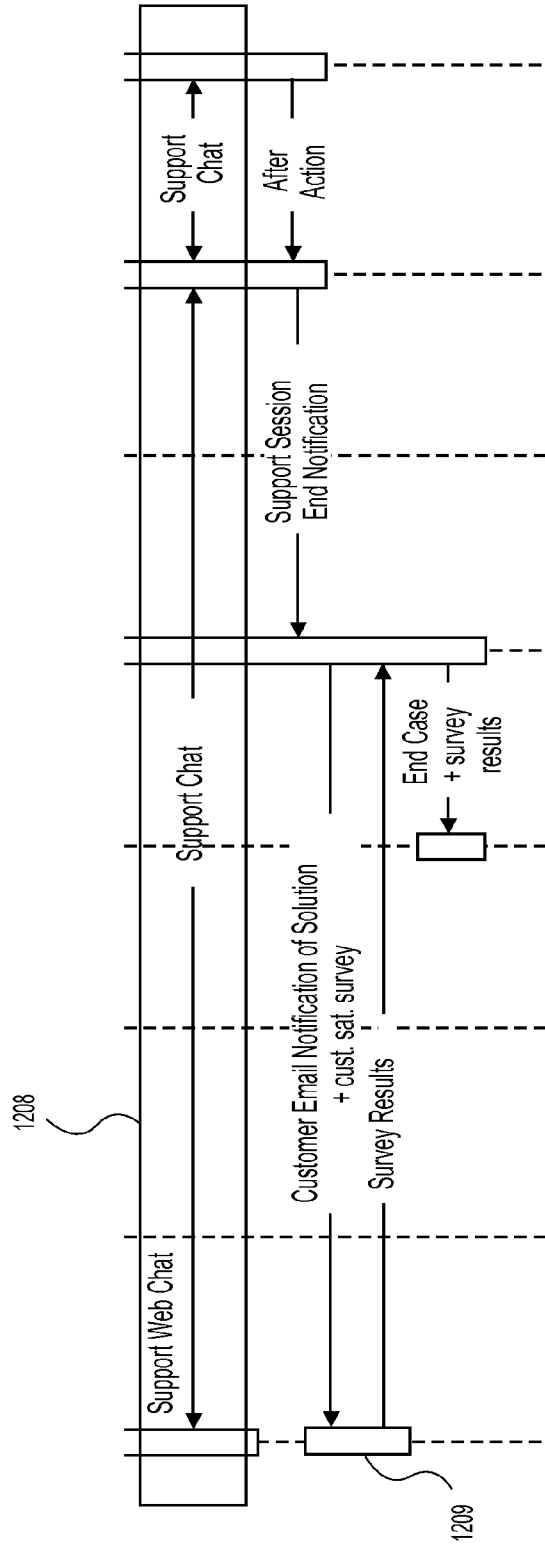 1208
Support Web Chat
Support Chat
Support
Chat
After
Action
Support Session
End Notification
Customer Email Notification of Solution
+ cust. sat. survey
Survey Results
End Case
+ survey
results
1209